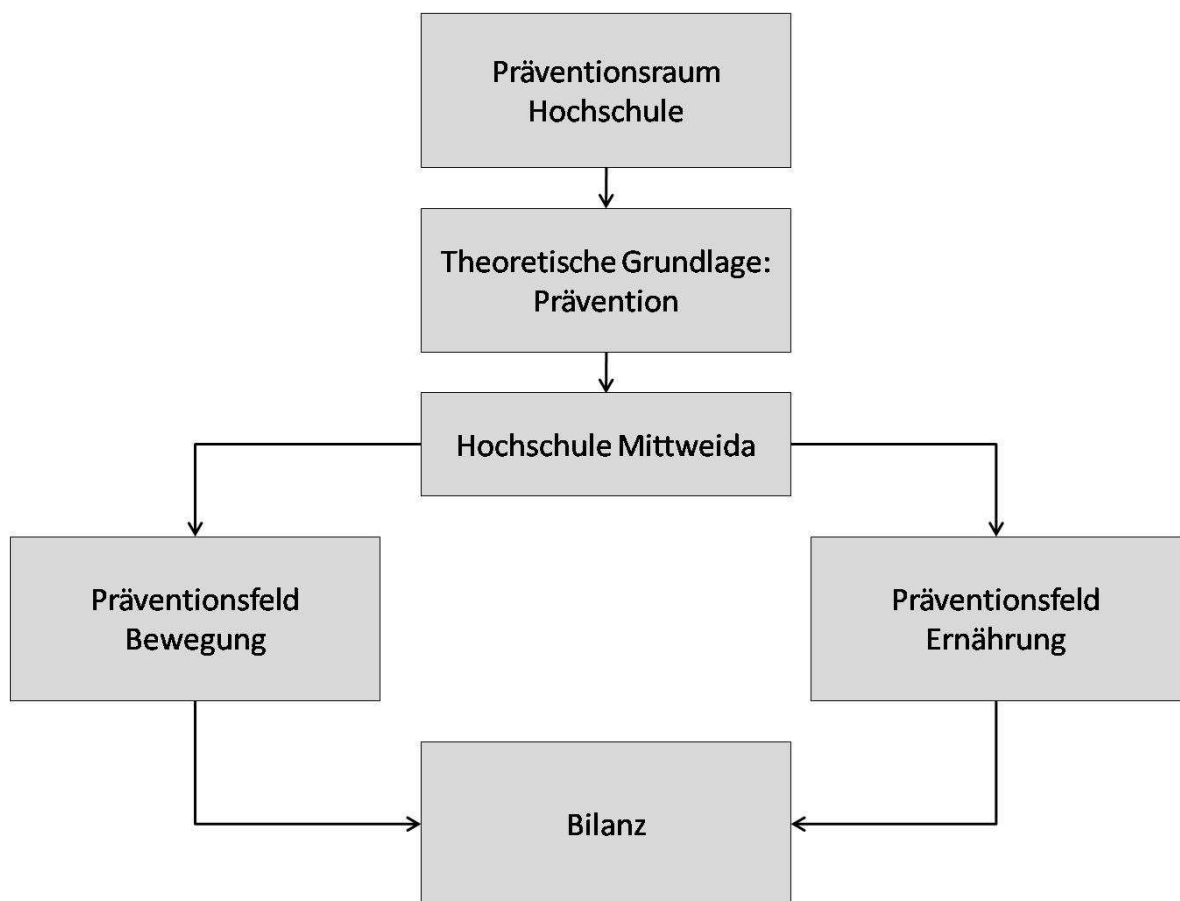 Präventionsraum
Hochschule
Theoretische Grundlage:
Prävention
Hochschule Mittweida
Präventionsfeld
Bewegung
Präventionsfeld
Ernährung
Bilanz